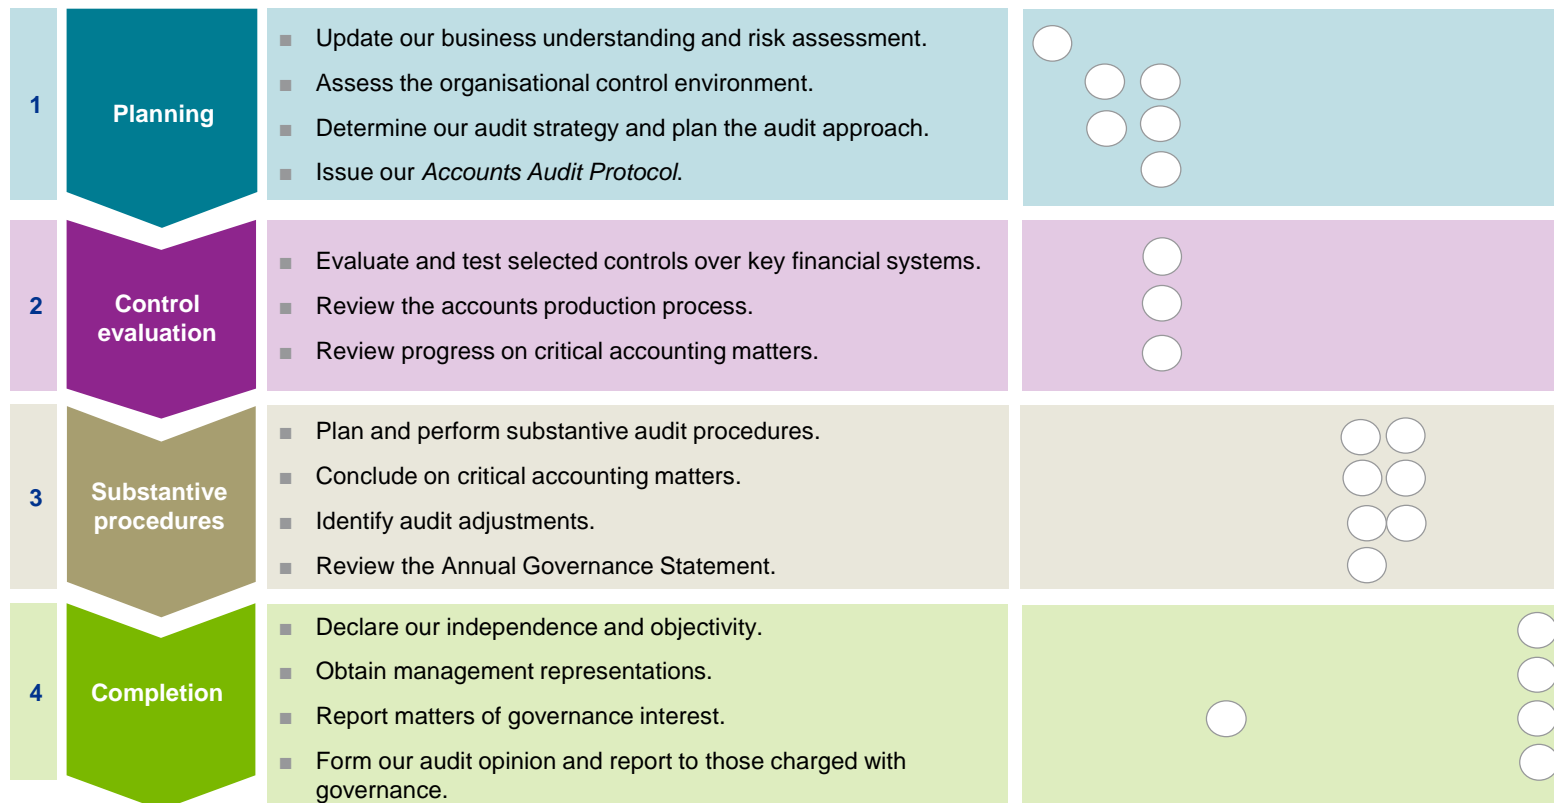 1
Planning
■ Update our business understanding and risk assessment.
■ Assess the organisational control environment.
■ Determine our audit strategy and plan the audit approach.
■ Issue our Accounts Audit Protocol.
2
Control
evaluation
■ Evaluate and test selected controls over key financial systems.
■ Review the accounts production process.
■ Review progress on critical accounting matters.
3
Substantive
procedures
■ Plan and perform substantive audit procedures.
■ Conclude on critical accounting matters.
■ Identify audit adjustments.
■ Review the Annual Governance Statement.
4
Completion
■ Declare our independence and objectivity.
■ Obtain management representations.
■ Report matters of governance interest.
■ Form our audit opinion and report to those charged with
governance.